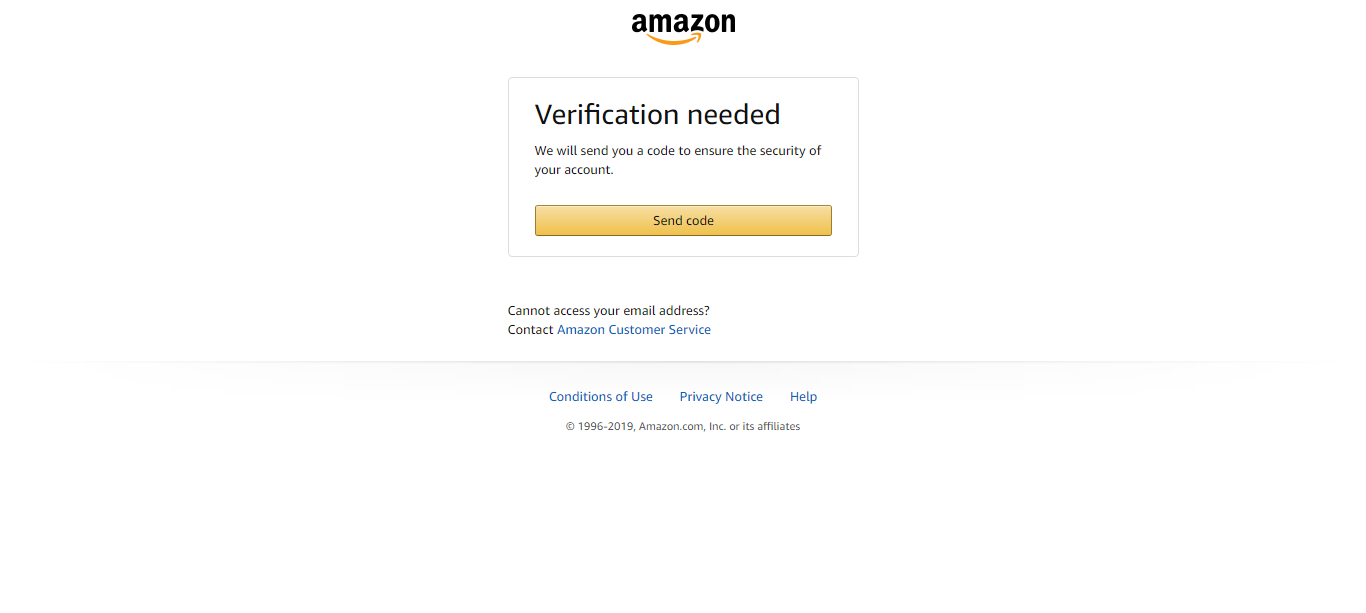 amazon
Verification needed
We will send you a code to ensure the security of
your account.
Send code
Cannot access your email address?
Contact Amazon Customer Service
Conditions of Use Privacy Notice Help
© 1996-2019, Amazon.com, Inc. or its affiliates